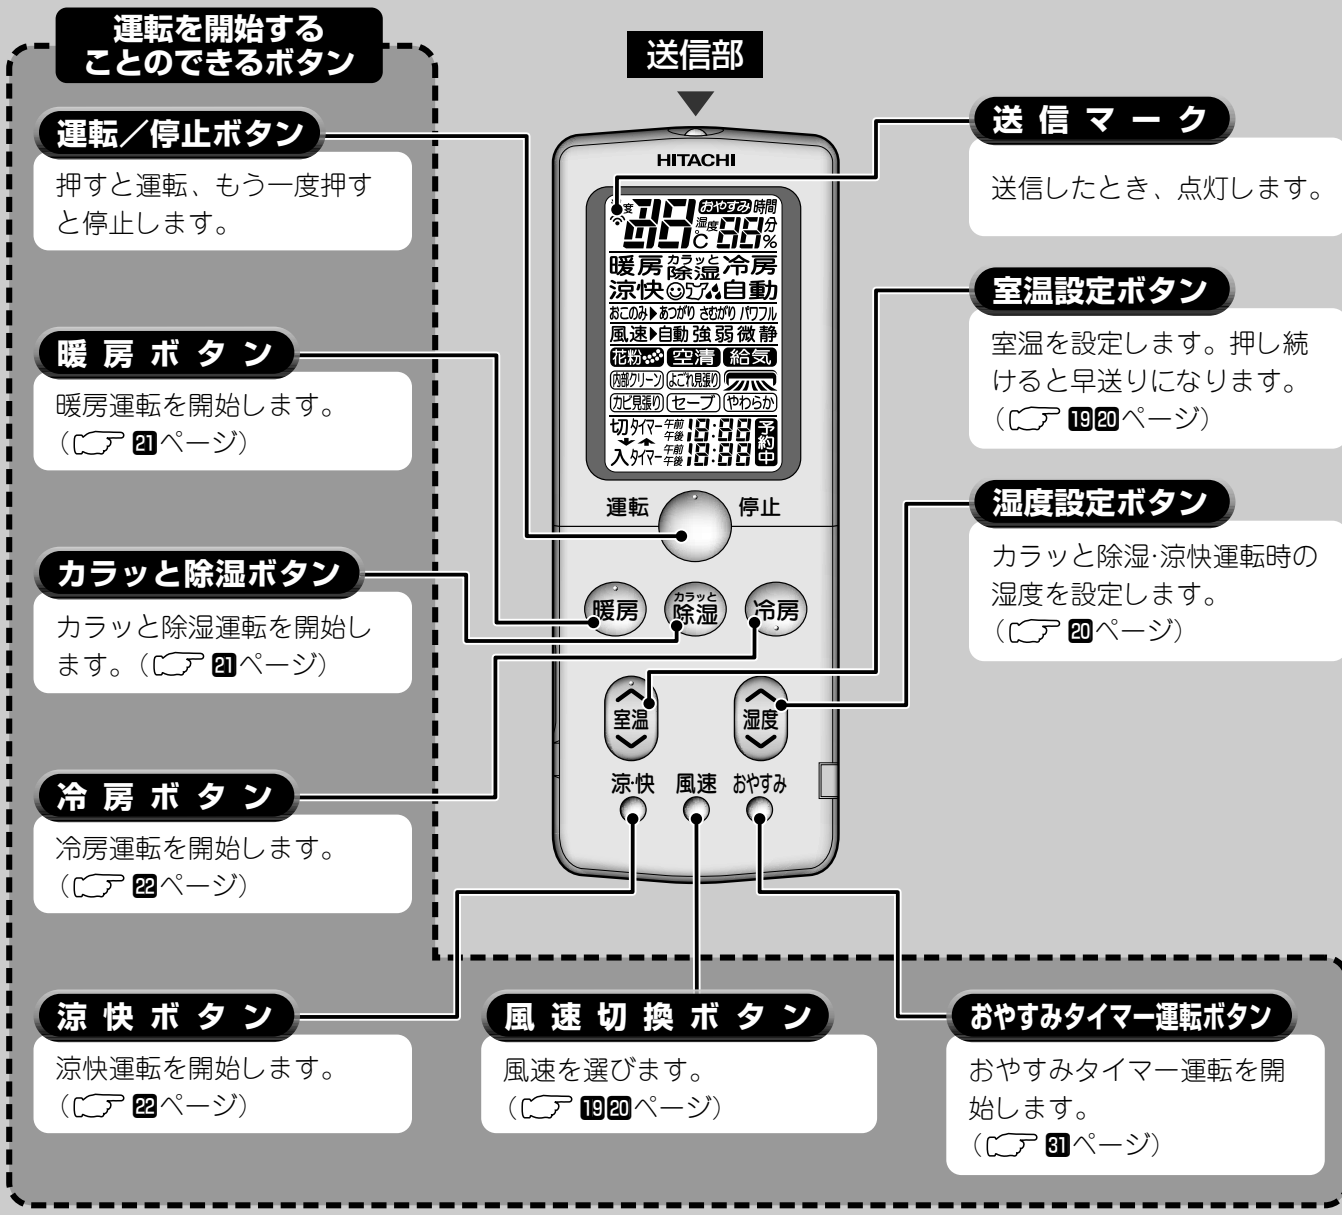 運転を開始する
ことのできるボタン
運転／停止ボタン
押すと運転、もう一度押す
と停止します。
暖房ボタン
暖房運転を開始します。
（21ページ）
カラッと除湿ボタン
カラッと除湿運転を開始し
ます。（21ページ）
冷房ボタン
冷房運転を開始します。
（22ページ）
涼快ボタン
涼快運転を開始します。
（22ページ）
風速切換ボタン
風速を選びます。
（19 20ページ）
おやすみタイマー運転ボタン
おやすみタイマー運転を開
始します。
（31ページ）
送信部
HITACHI
おやすみ 時間
湿度 分
℃ 88 %
暖房 カラッと除湿 冷房
涼快 自動
おこのみ▶あつがり さむがり パワフル
風速▶自動 強 弱 微 静
花粉 空清 給気
内部クリーン よごれ見張り
カビ見張り セーブ やわらか
切タイマー 午前 午後 18:88 予約中
入タイマー 午前 午後 18:88
運転 停止
暖房 カラッと除湿 冷房
室温 湿度
涼・快 風速 おやすみ
送信マーク
送信したとき、点灯します。
室温設定ボタン
室温を設定します。押し続
けると早送りになります。
（19 20ページ）
湿度設定ボタン
カラッと除湿・涼快運転時の
湿度を設定します。
（20ページ）